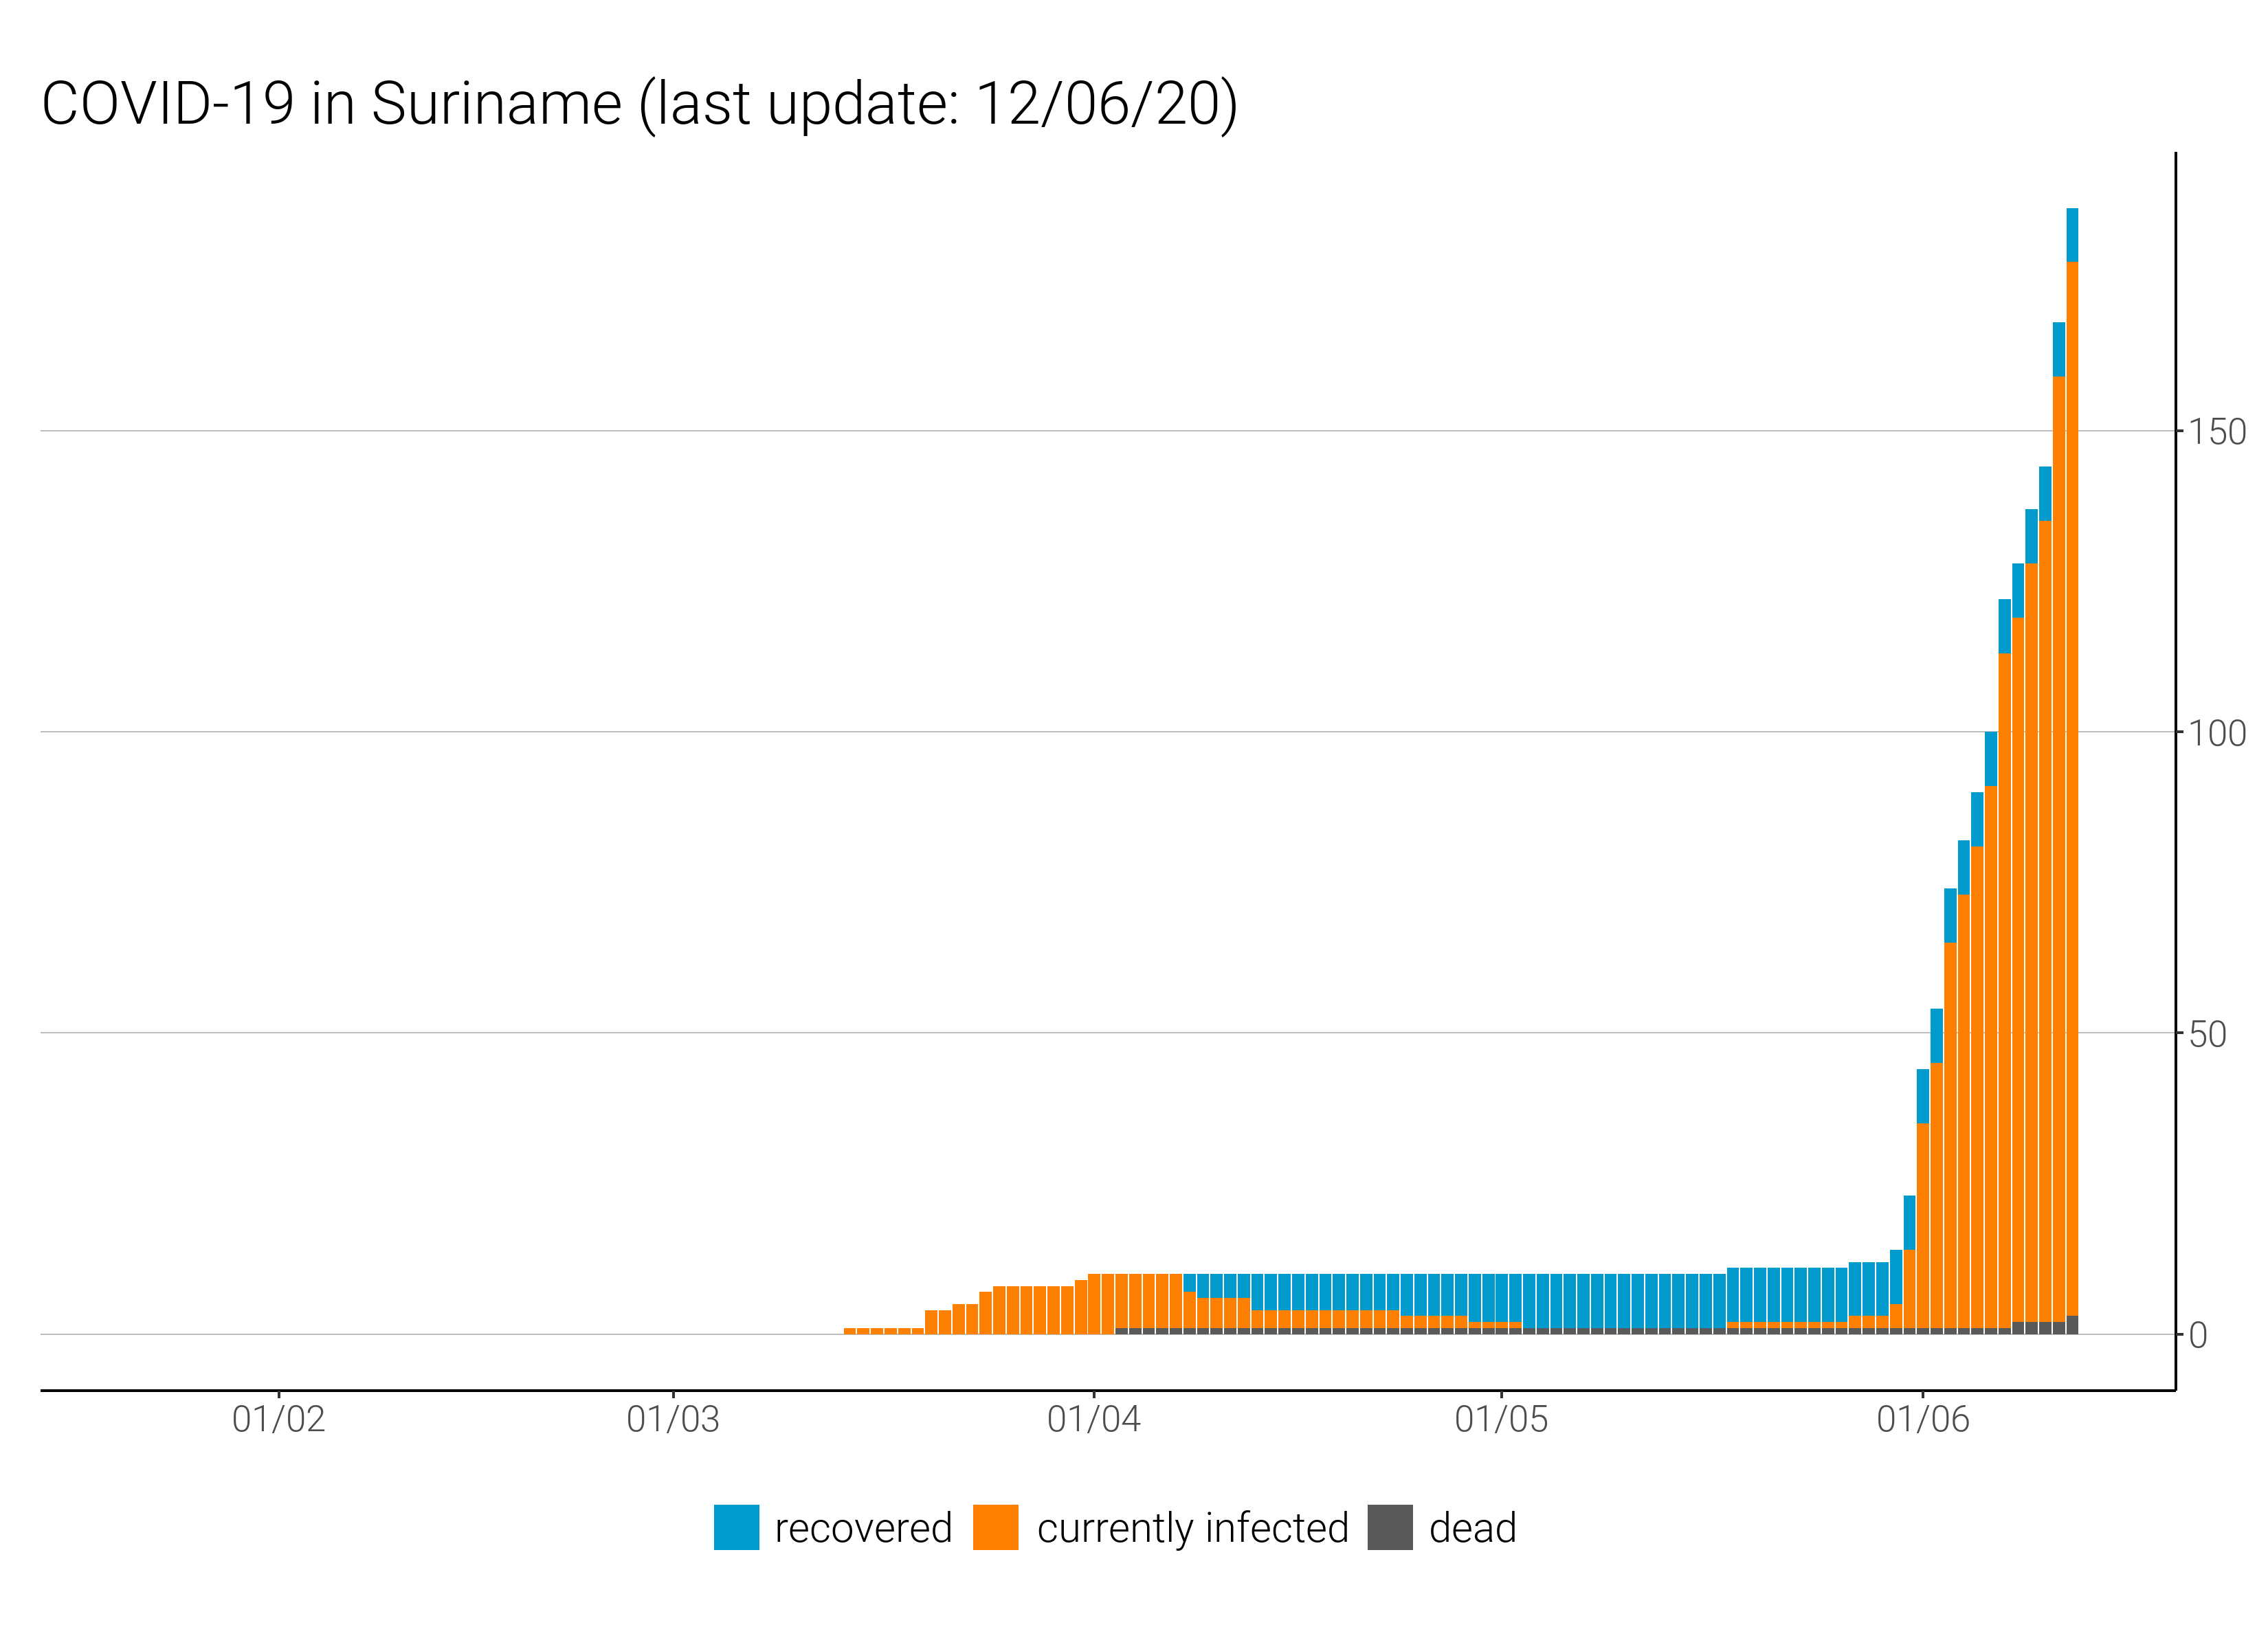 COVID-19 in Suriname (last update: 12/06/20)
150
100
50
0
01/02 01/03 01/04 01/05 01/06
recovered currently infected dead